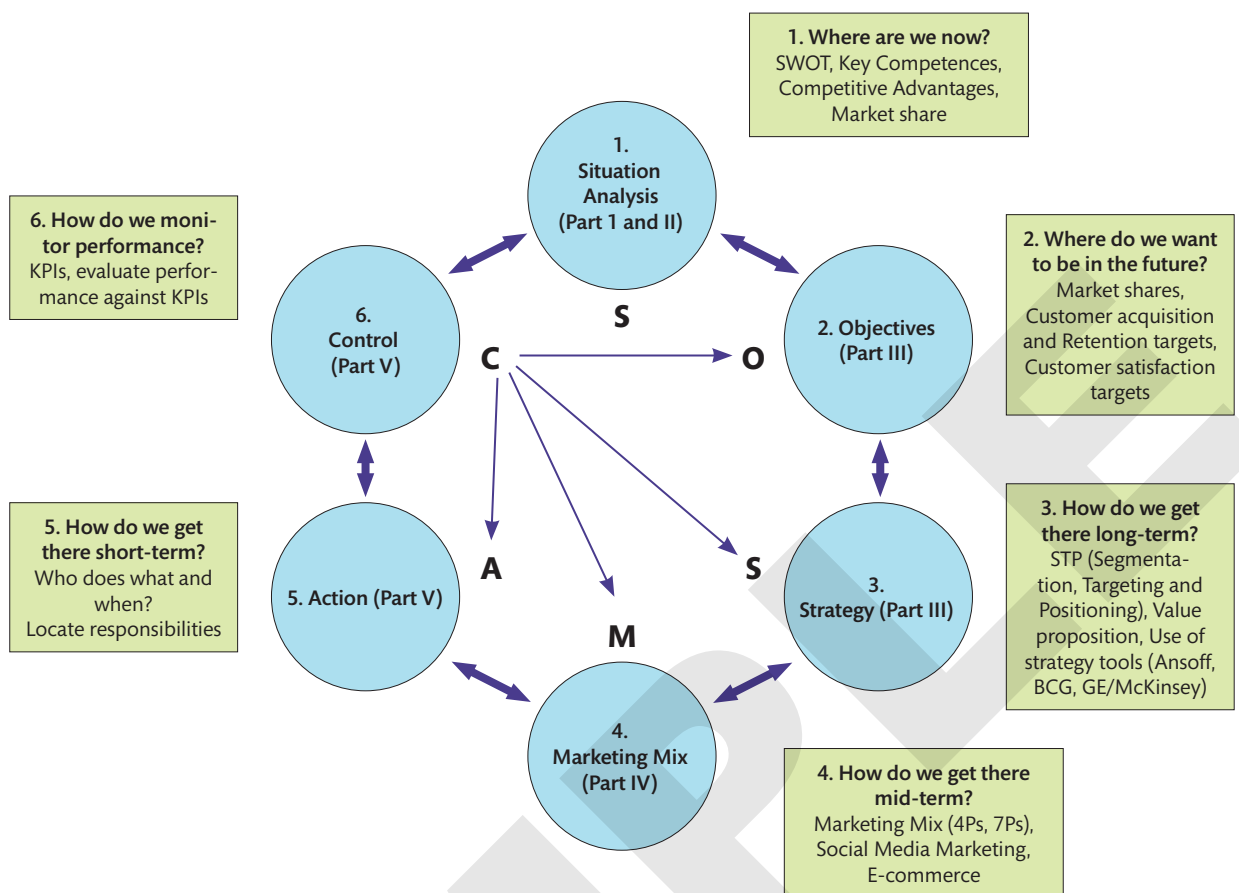 1. Where are we now?
SWOT, Key Competences,
Competitive Advantages,
Market share
1.
Situation
Analysis
(Part 1 and II)
6. How do we moni-
tor performance?
KPIs, evaluate perfor-
mance against KPIs
2. Where do we want
to be in the future?
Market shares,
Customer acquisition
and Retention targets,
Customer satisfaction
targets
6.
Control
(Part V)
S
2. Objectives
(Part III)
C
O
5. How do we get
there short-term?
Who does what and
when?
Locate responsibilities
3. How do we get
there long-term?
STP (Segmenta-
tion, Targeting and
Positioning), Value
proposition, Use of
strategy tools (Ansoff,
BCG, GE/McKinsey)
5. Action (Part V)
A
S
3.
Strategy (Part III)
M
4.
Marketing Mix
(Part IV)
4. How do we get there
mid-term?
Marketing Mix (4Ps, 7Ps),
Social Media Marketing,
E-commerce